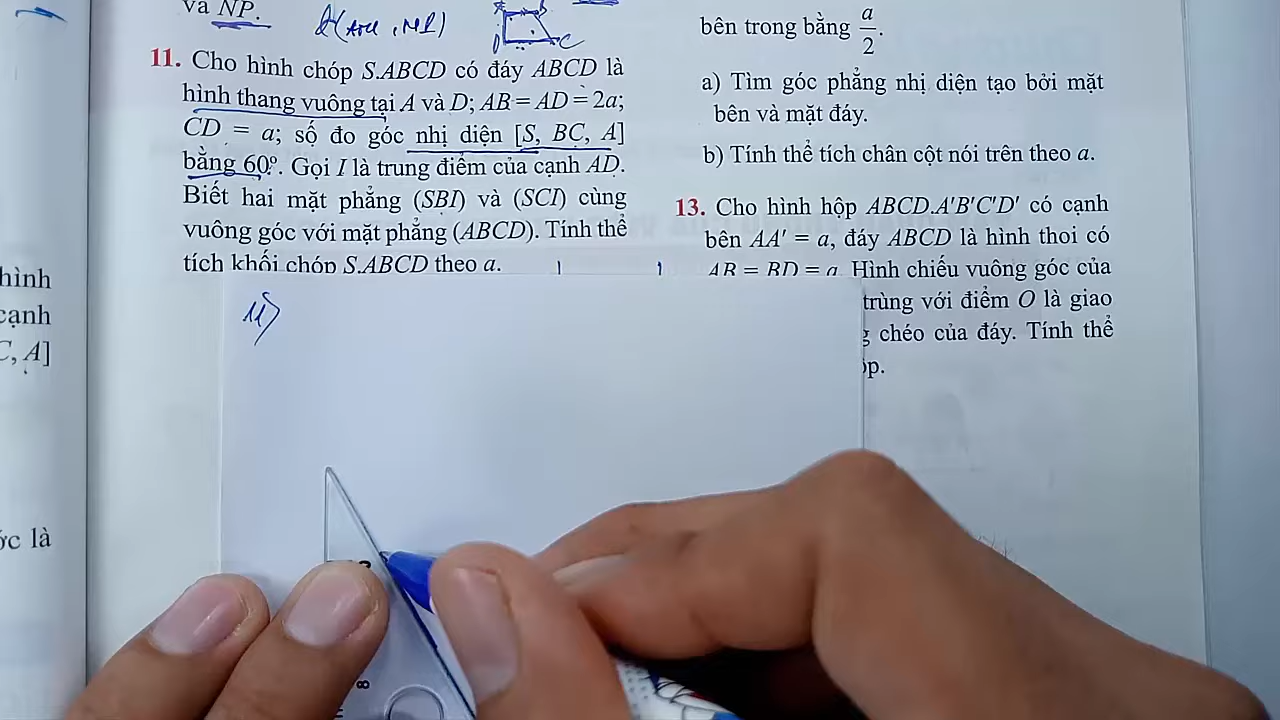 và NP.
11. Cho hình chóp S.ABCD có đáy ABCD là
hình thang vuông tại A và D; AB = AD = 2a;
CD = a; số đo góc nhị diện [S, BC, A]
bằng 60°. Gọi I là trung điểm của cạnh AD.
Biết hai mặt phẳng (SBI) và (SCI) cùng
vuông góc với mặt phẳng (ABCD). Tính thể
tích khối chóp S.ABCD theo a.
11)
hình
cạnh
C, A]
là
bên trong bằng a/2.
a) Tìm góc phẳng nhị diện tạo bởi mặt
bên và mặt đáy.
b) Tính thể tích chân cột nói trên theo a.
13. Cho hình hộp ABCD.A'B'C'D' có cạnh
bên AA' = a, đáy ABCD là hình thoi có
AB = BD = a. Hình chiếu vuông góc của
trùng với điểm O là giao
chéo của đáy. Tính thể